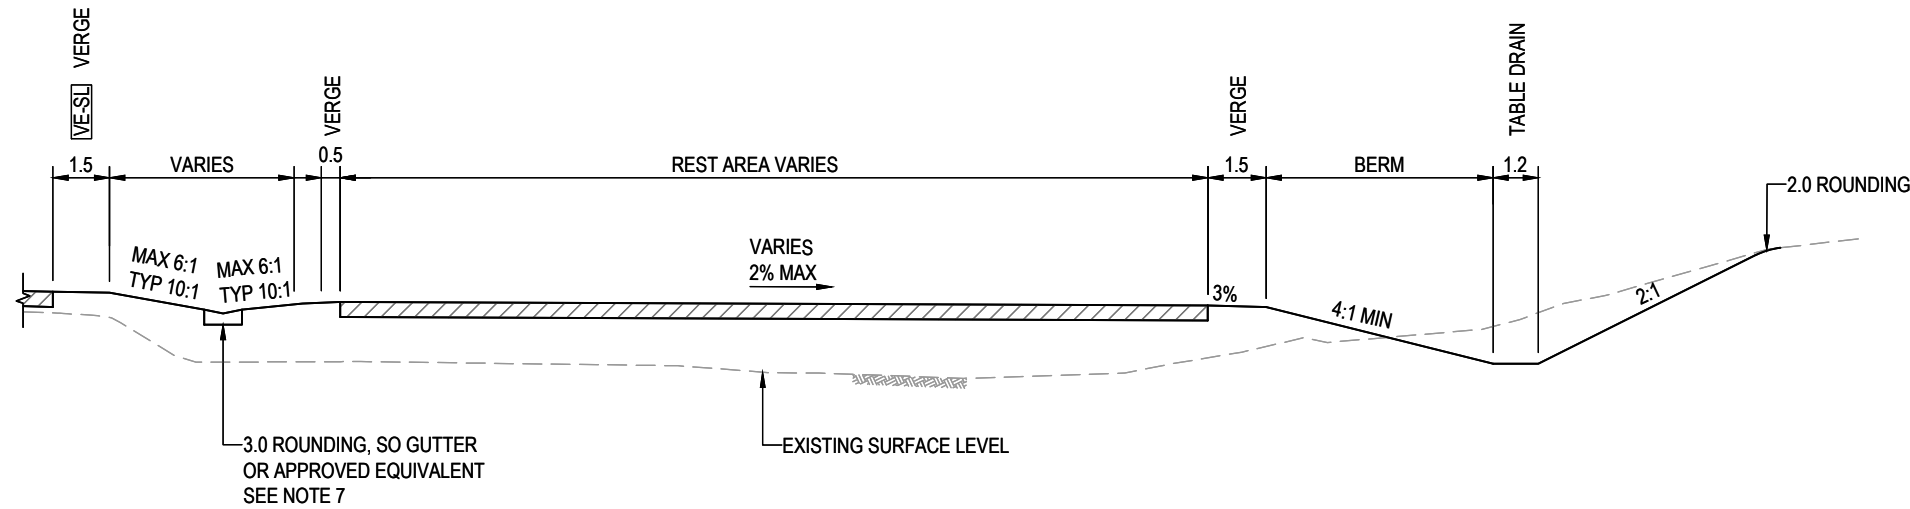 VE-SL VERGE
VERGE
VERGE
TABLE DRAIN
1.5
VARIES
0.5
REST AREA VARIES
1.5
BERM
1.2
2.0 ROUNDING
MAX 6:1
TYP 10:1
MAX 6:1
TYP 10:1
VARIES
2% MAX
3%
4:1 MIN
2:1
3.0 ROUNDING, SO GUTTER
OR APPROVED EQUIVALENT
SEE NOTE 7
EXISTING SURFACE LEVEL